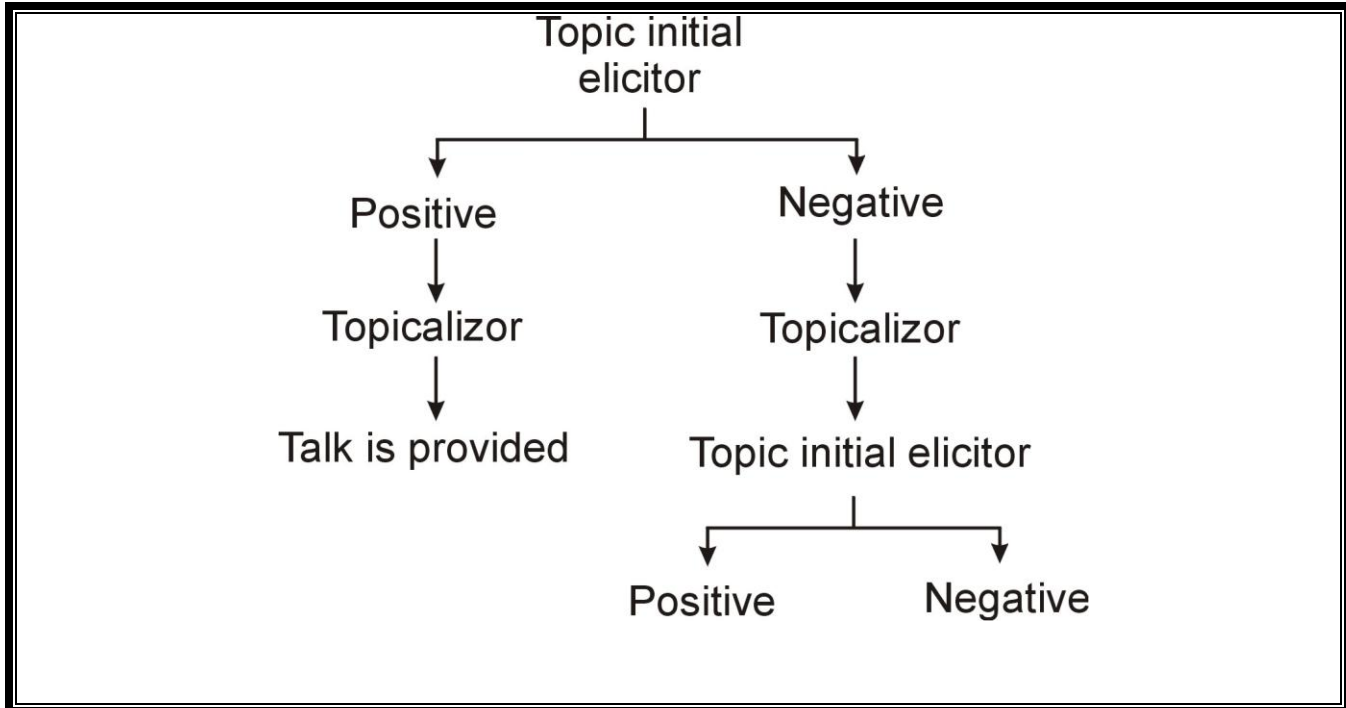 Topic initial
elicitor
Positive
Negative
Topicalizor
Topicalizor
Talk is provided
Topic initial elicitor
Positive
Negative